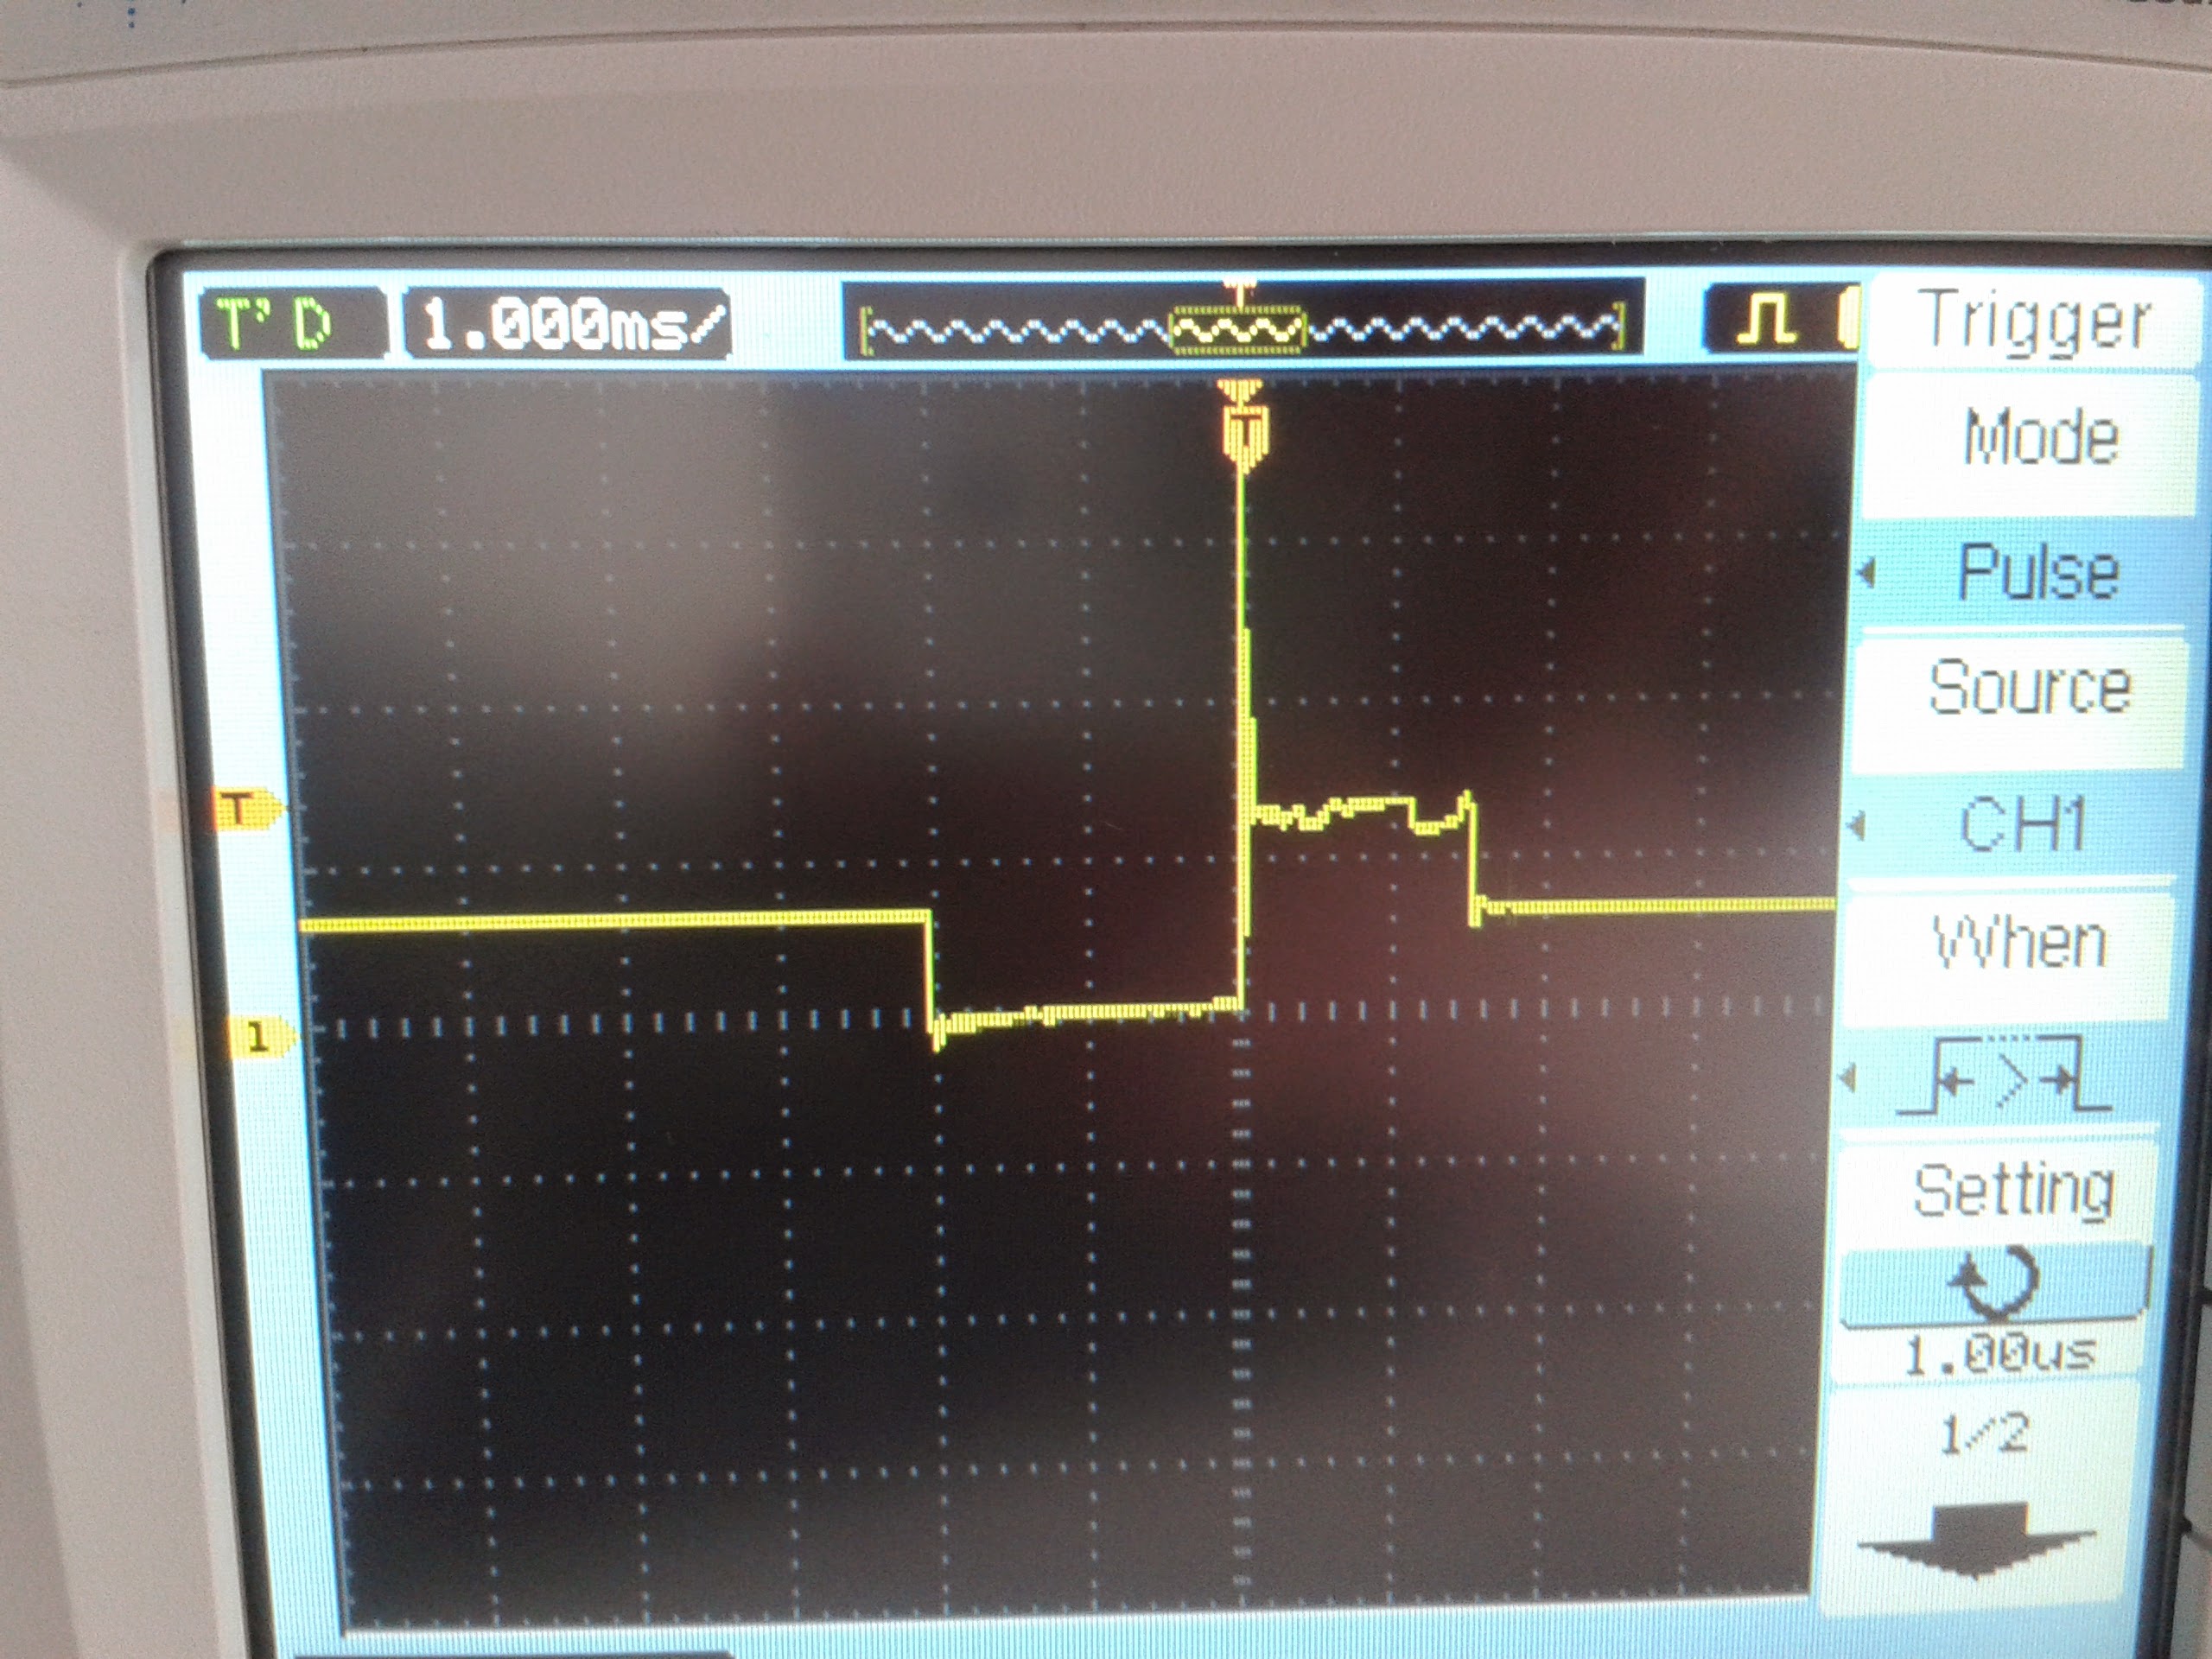 T'D 1.000ms/
T
T
1
Trigger
Mode
Pulse
Source
CH1
When
Setting
1.00us
1/2